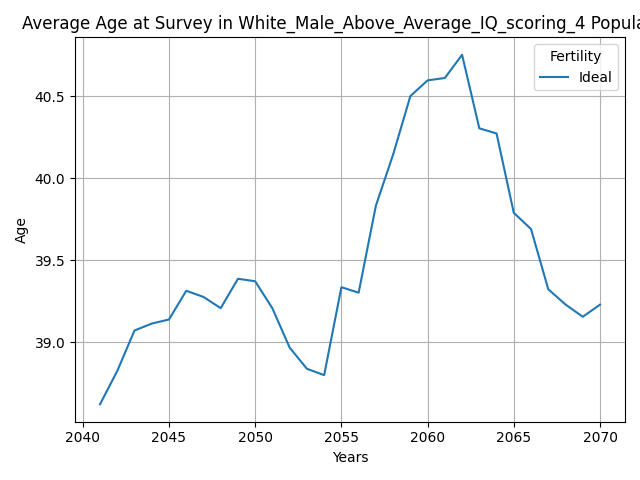 Average Age at Survey in White_Male_Above_Average_IQ_scoring_4 Popula
Fertility
Ideal
40.5
40.0
39.5
39.0
Age
2040 2045 2050 2055 2060 2065 2070
Years